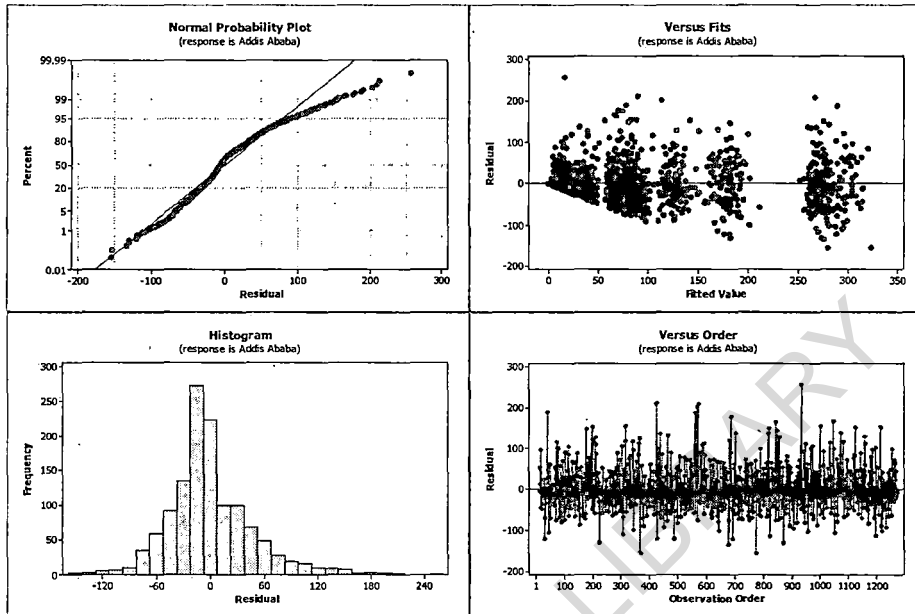 Normal Probability Plot
(response is Addis Ababa)
99.99
99
95
80
50
20
5
1
0.01
Percent
-200 -100 0 100 200 300
Residual
Versus Fits
(response is Addis Ababa)
300
200
100
0
-100
-200
Residual
0 50 100 150 200 250 300 350
Fitted Value
Histogram
(response is Addis Ababa)
300
250
200
150
100
50
0
Frequency
-120 -60 0 60 120 180 240
Residual
Versus Order
(response is Addis Ababa)
300
200
100
0
-100
-200
Residual
1 100 200 300 400 500 600 700 800 900 1000 1100 1200
Observation Order
LIBRARY